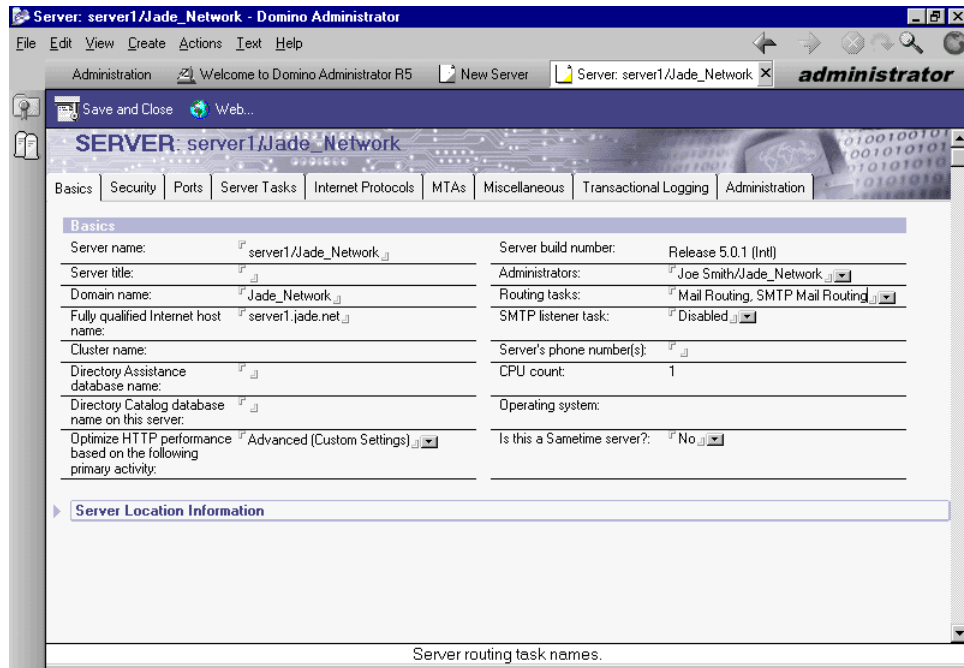 Server: server1/Jade_Network - Domino Administrator
File Edit View Create Actions Text Help
Administration Welcome to Domino Administrator R5 New Server Server: server1/Jade_Network administrator
Save and Close Web...
SERVER: server1/Jade_Network
Basics Security Ports Server Tasks Internet Protocols MTAs Miscellaneous Transactional Logging Administration
Basics
Server name: server1/Jade_Network Server build number: Release 5.0.1 (Intl)
Server title: Administrators: Joe Smith/Jade_Network
Domain name: Jade_Network Routing tasks: Mail Routing, SMTP Mail Routing
Fully qualified Internet host name: server1.jade.net SMTP listener task: Disabled
Cluster name: Server's phone number(s):
Directory Assistance database name: CPU count: 1
Directory Catalog database name on this server: Operating system:
Optimize HTTP performance based on the following primary activity: Advanced (Custom Settings) Is this a Sametime server?: No
Server Location Information
Server routing task names.